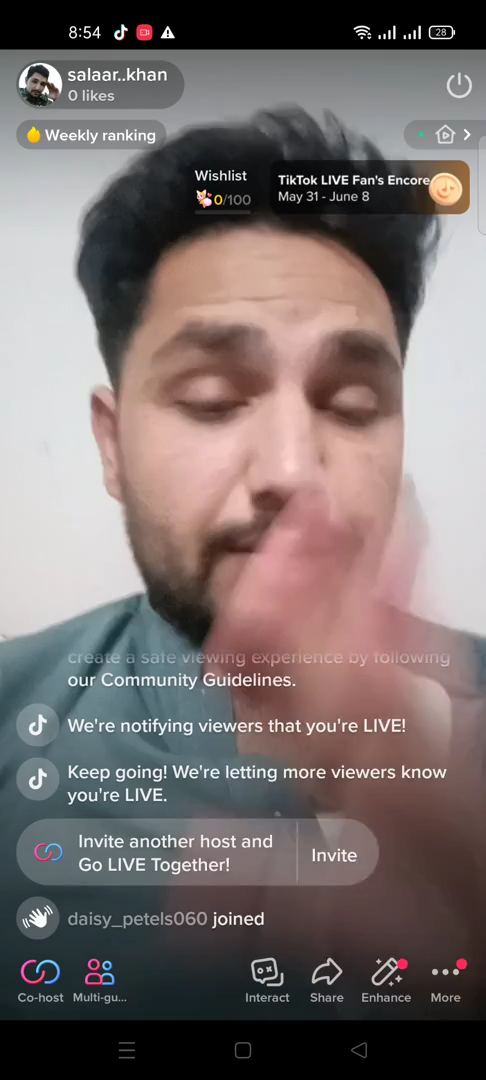 8:54
28
salaar..khan
0 likes
Weekly ranking
Wishlist
0/100
TikTok LIVE Fan's Encore
May 31 - June 8
create a safe viewing experience by following
our Community Guidelines.
We're notifying viewers that you're LIVE!
Keep going! We're letting more viewers know
you're LIVE.
Invite another host and
Go LIVE Together!
Invite
daisy_petels060 joined
Co-host
Multi-gu...
Interact
Share
Enhance
More